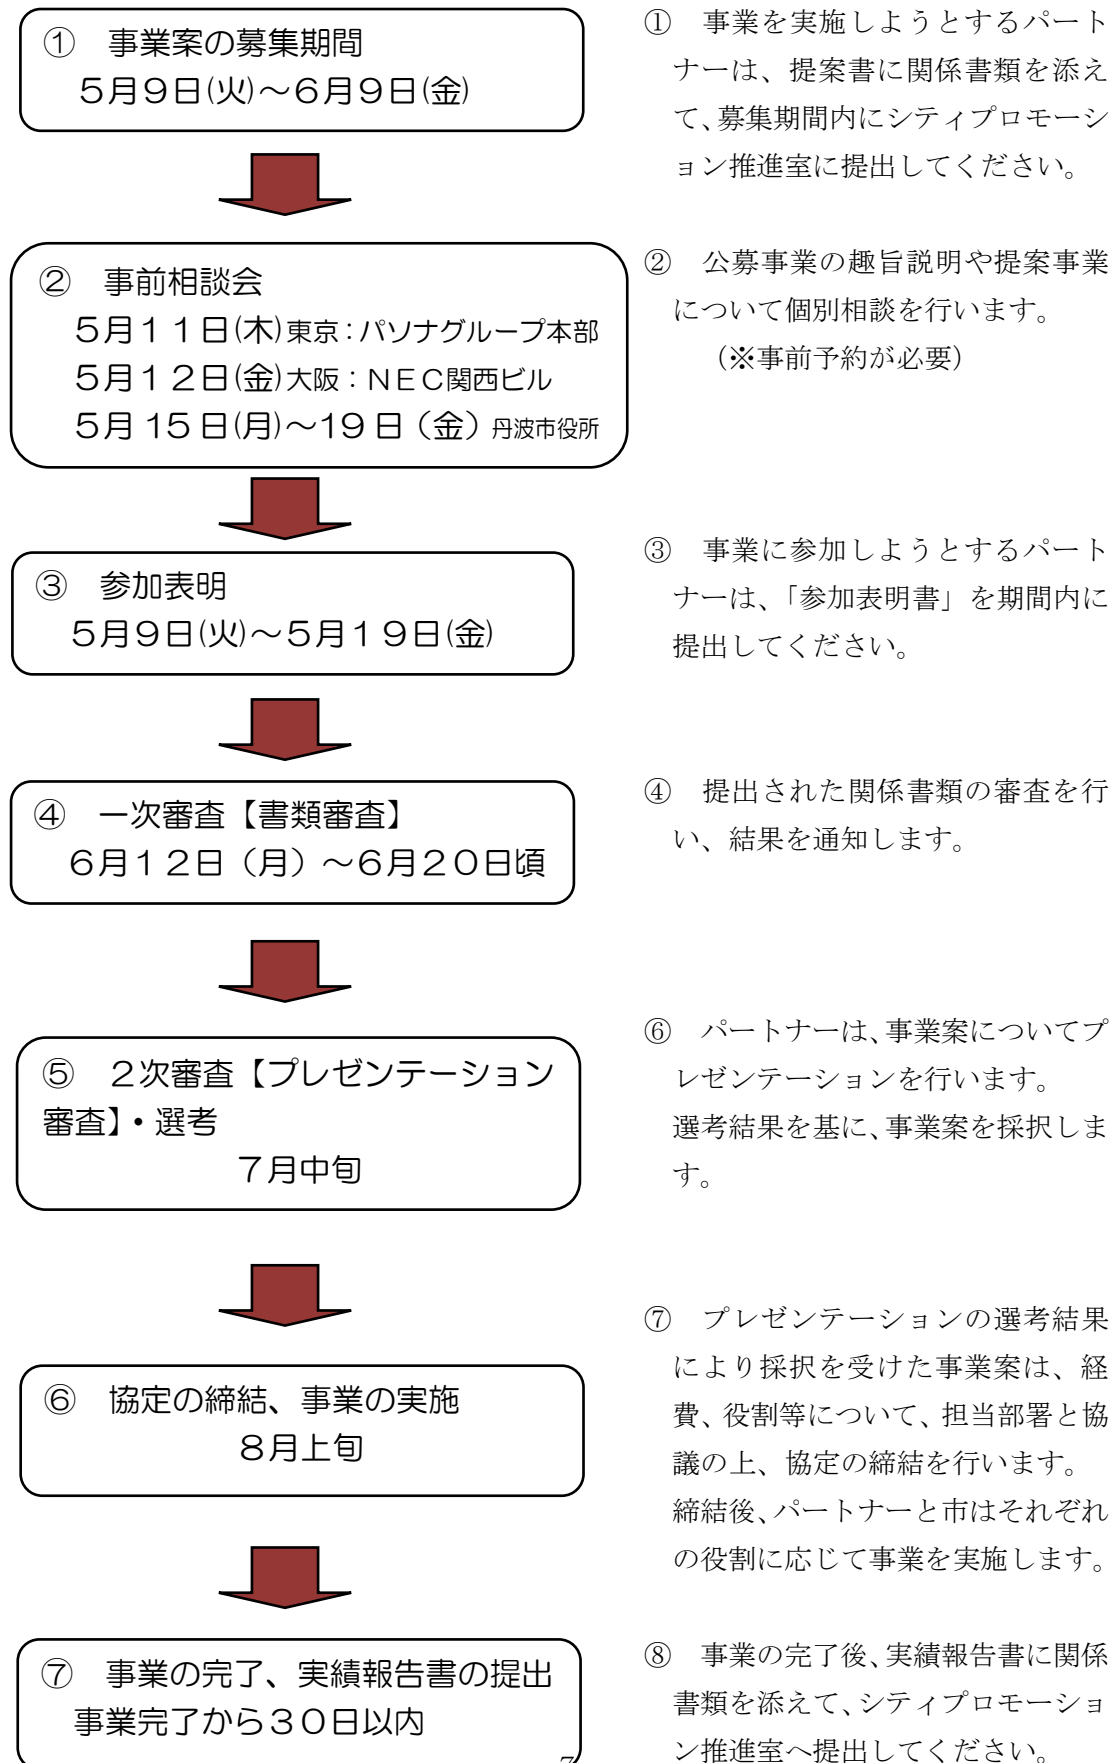 ① 事業案の募集期間
5月9日(火)～6月9日(金)
① 事業を実施しようとするパート
ナーは、提案書に関係書類を添え
て、募集期間内にシティプロモーシ
ョン推進室に提出してください。
② 事前相談会
5月11日(木)東京：パソナグループ本部
5月12日(金)大阪：NEC関西ビル
5月15日(月)～19日（金）丹波市役所
② 公募事業の趣旨説明や提案事業
について個別相談を行います。
（※事前予約が必要）
③ 参加表明
5月9日(火)～5月19日(金)
③ 事業に参加しようとするパート
ナーは、「参加表明書」を期間内に
提出してください。
④ 一次審査【書類審査】
6月12日（月）～6月20日頃
④ 提出された関係書類の審査を行
い、結果を通知します。
⑤ 2次審査【プレゼンテーション
審査】・選考
7月中旬
⑥ パートナーは、事業案についてプ
レゼンテーションを行います。
選考結果を基に、事業案を採択しま
す。
⑥ 協定の締結、事業の実施
8月上旬
⑦ プレゼンテーションの選考結果
により採択を受けた事業案は、経
費、役割等について、担当部署と協
議の上、協定の締結を行います。
締結後、パートナーと市はそれぞれ
の役割に応じて事業を実施します。
⑦ 事業の完了、実績報告書の提出
事業完了から30日以内
⑧ 事業の完了後、実績報告書に関係
書類を添えて、シティプロモーショ
ン推進室へ提出してください。
7